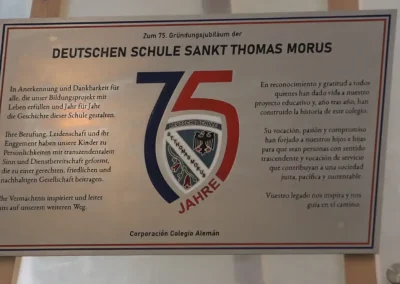 Zum 75. Gründungsjubiläum der
DEUTSCHEN SCHULE SANKT THOMAS MORUS
In Anerkennung und Dankbarkeit für
alle, die unser Bildungsprojekt mit
Leben erfüllen und Jahr für Jahr
die Geschichte dieser Schule gestalten.
Ihre Berufung, Leidenschaft und ihr
Engagement haben unsere Kinder zu
Persönlichkeiten mit transzendentalem
Sinn und Dienstbereitschaft geformt,
die zu einer gerechten, friedlichen und
nachhaltigen Gesellschaft beitragen.
Ihr Vermächtnis inspiriert und leitet
uns auf unserem weiteren Weg.
75
JAHRE
En reconocimiento y gratitud a todos
quienes han dado vida a nuestro
proyecto educativo y, año tras año, han
construido la historia de este colegio.
Su vocación, pasión y compromiso
han forjado a nuestros hijos e hijas
para que sean personas con sentido
trascendente y vocación de servicio
que contribuyan a una sociedad
justa, pacífica y sustentable.
Vuestro legado nos inspira y nos
guía en el camino.
Corporación Colegio Alemán